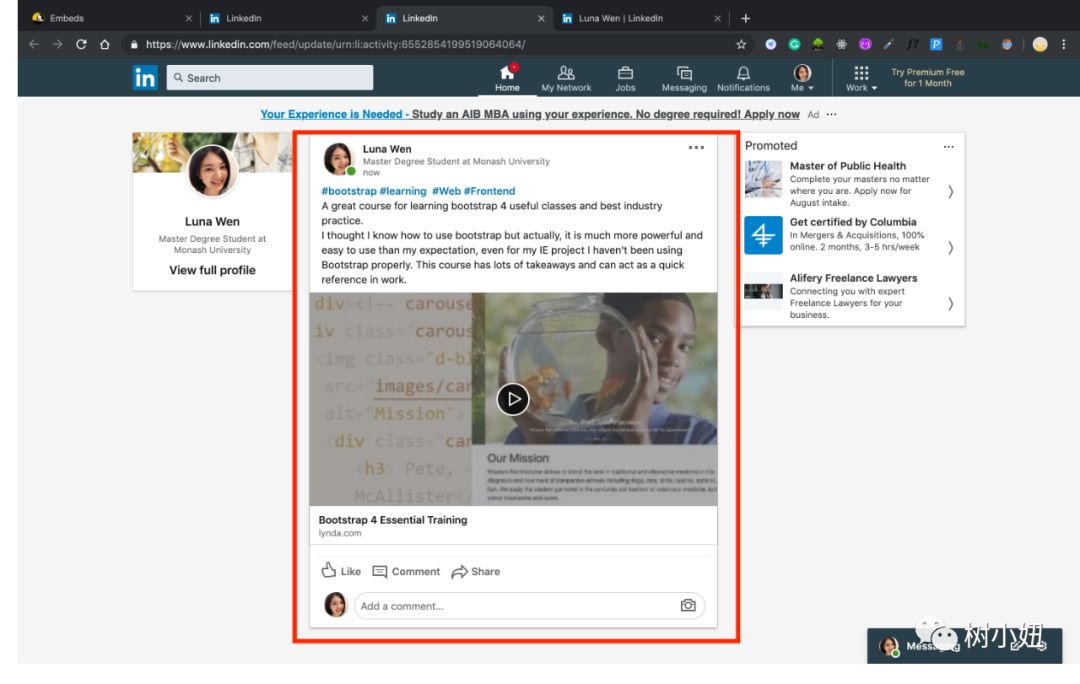 Embeds
LinkedIn
LinkedIn
Luna Wen | LinkedIn
https://www.linkedin.com/feed/update/urn:li:activity:6552854199519064064/
in
Search
Home
My Network
Jobs
Messaging
Notifications
Me
Work
Try Premium Free
for 1 Month
Your Experience is Needed - Study an AIB MBA using your experience. No degree required! Apply now Ad
Luna Wen
Master Degree Student at
Monash University
View full profile
Luna Wen
Master Degree Student at Monash University
now
#bootstrap #learning #Web #Frontend
A great course for learning bootstrap 4 useful classes and best industry
practice.
I thought I know how to use bootstrap but actually, it is much more powerful and
easy to use than my expectation, even for my IE project I haven't been using
Bootstrap properly. This course has lots of takeaways and can act as a quick
reference in work.
div><!-- carouse
iv class="carous
<img class="d-bl
src="images/car
alt="Mission">
<div class="car
<h3> Pete,
McAllister</
Our Mission
Bootstrap 4 Essential Training
lynda.com
Like
Comment
Share
Add a comment...
Promoted
Master of Public Health
Complete your masters no matter
where you are. Apply now for
August intake.
Get certified by Columbia
In Mergers & Acquisitions, 100%
online. 2 months, 3-5 hrs/week
Alifery Freelance Lawyers
Connecting you with expert
Freelance Lawyers for your
business.
Messaging
树小妞